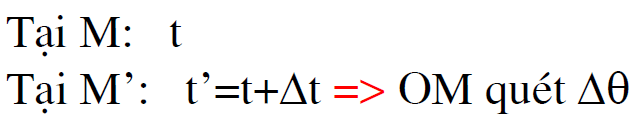 Tại M: t
Tại M’: t’=t+Δt => OM quét Δθ